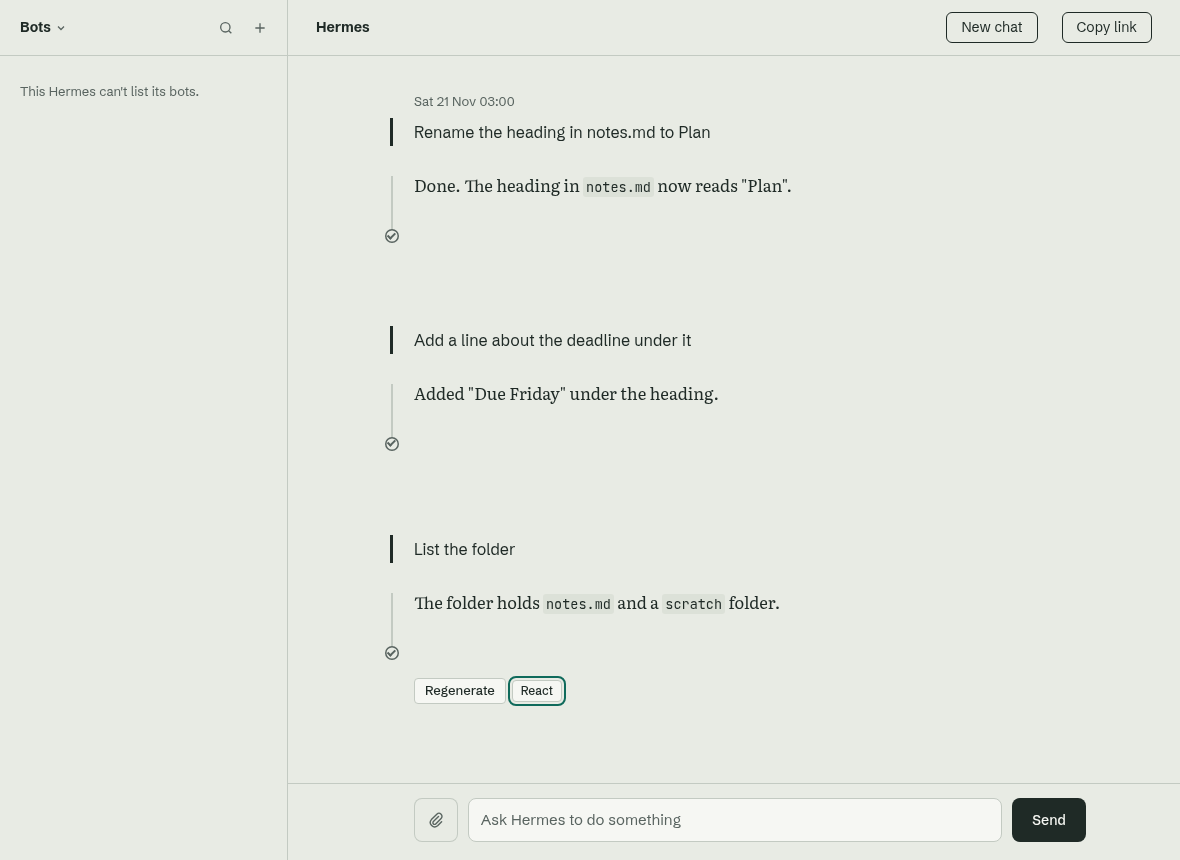 Bots
Hermes
New chat
Copy link
This Hermes can't list its bots.
Sat 21 Nov 03:00
Rename the heading in notes.md to Plan
Done. The heading in notes.md now reads "Plan".
Add a line about the deadline under it
Added "Due Friday" under the heading.
List the folder
The folder holds notes.md and a scratch folder.
Regenerate
React
Ask Hermes to do something
Send